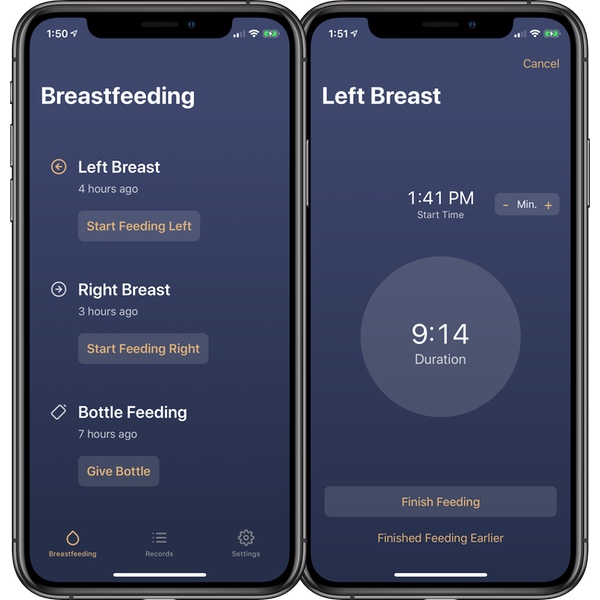 1:50
Breastfeeding
Left Breast
4 hours ago
Start Feeding Left
Right Breast
3 hours ago
Start Feeding Right
Bottle Feeding
7 hours ago
Give Bottle
Breastfeeding
Records
Settings
1:51
Cancel
Left Breast
1:41 PM
Start Time
- Min. +
9:14
Duration
Finish Feeding
Finished Feeding Earlier